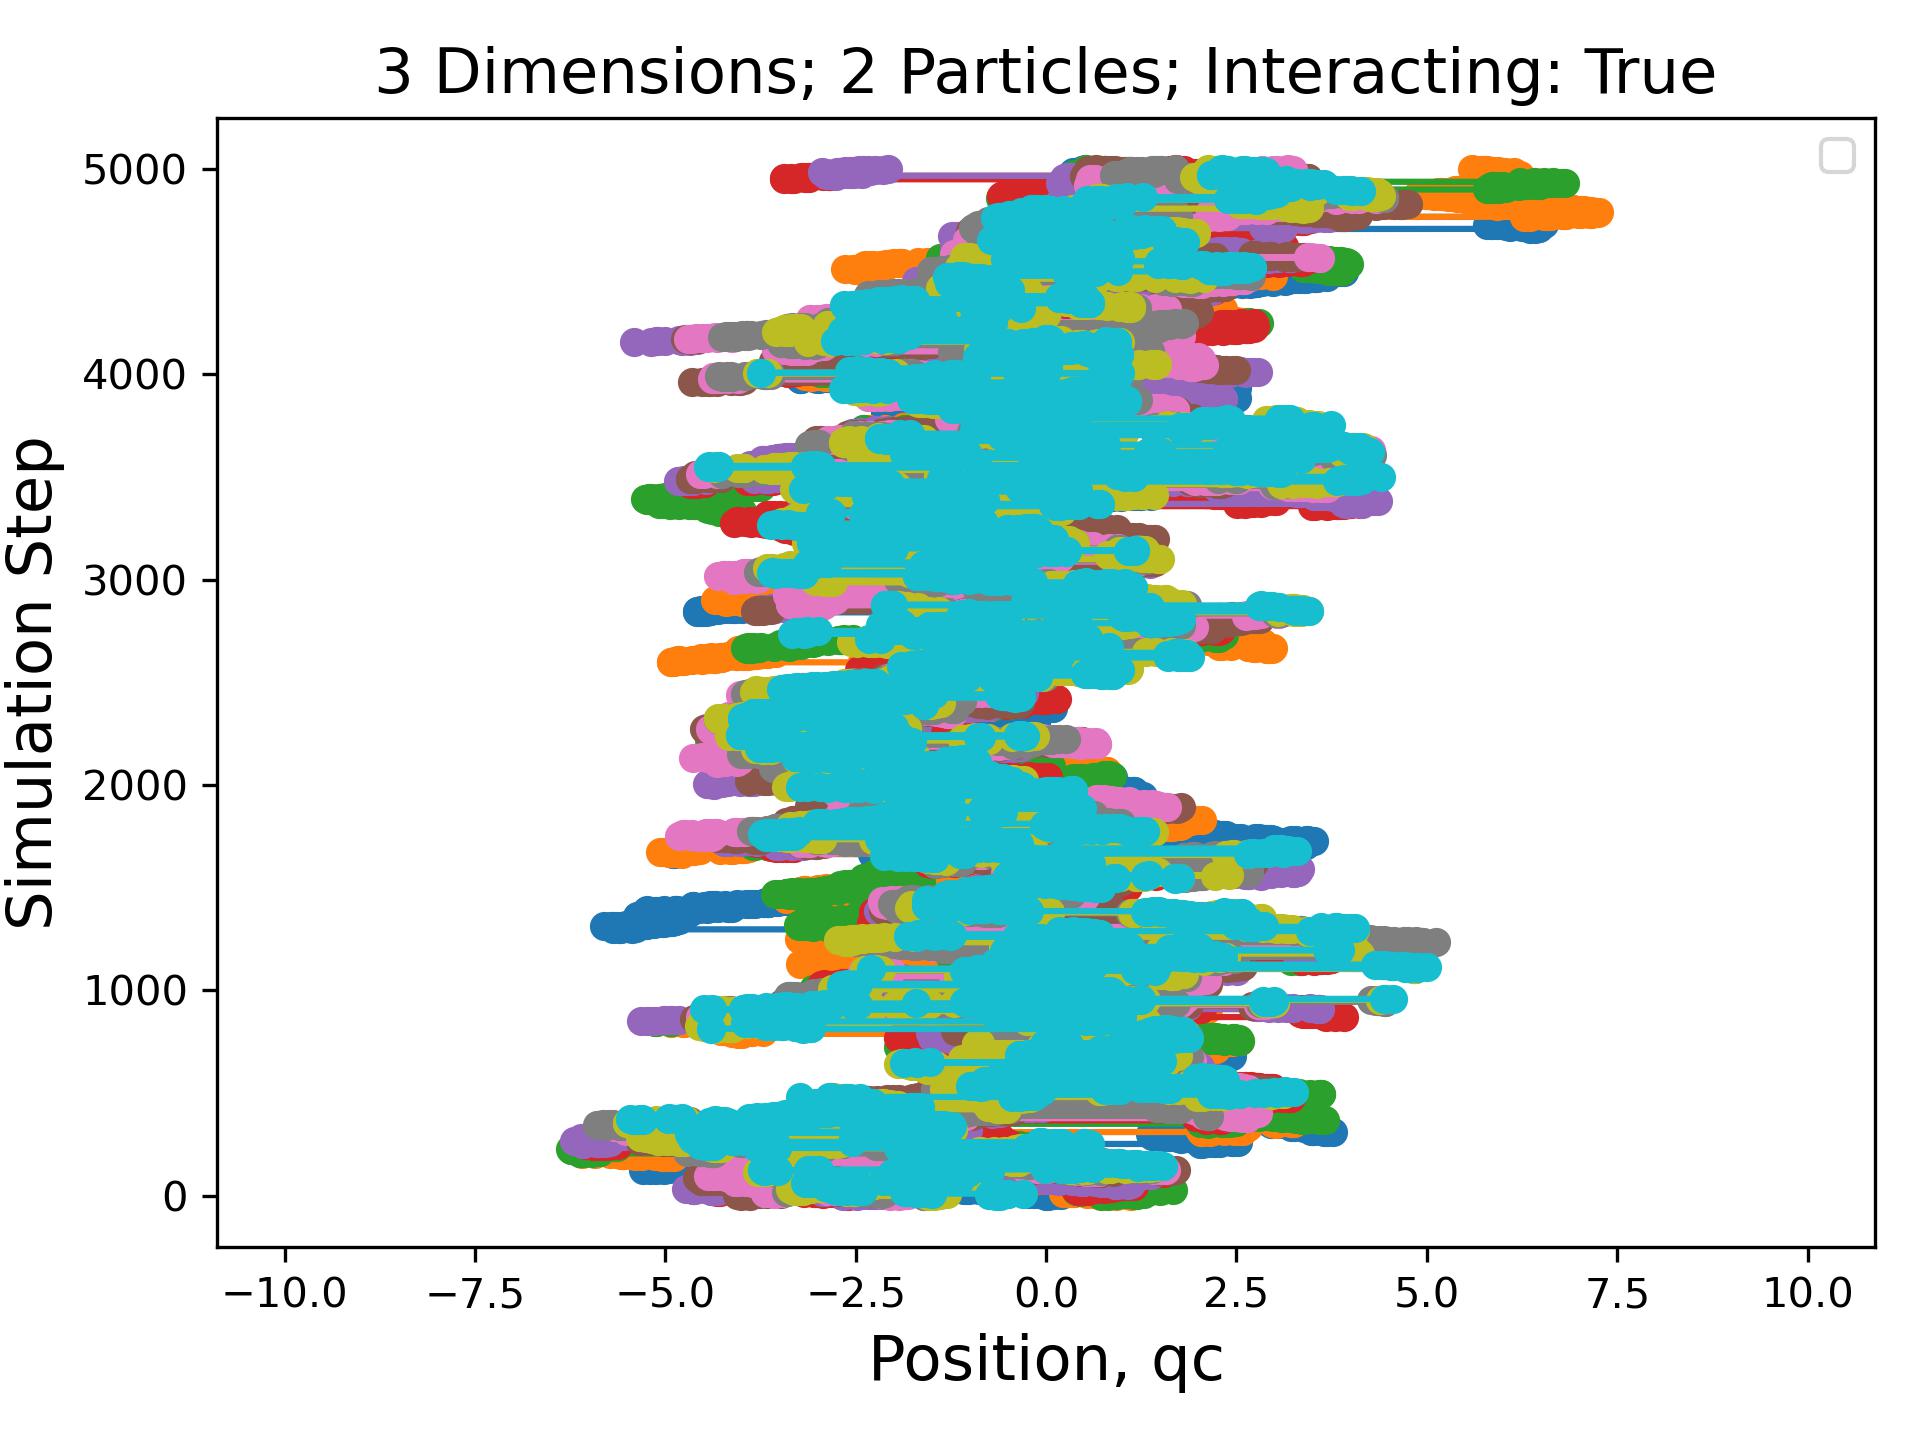 3 Dimensions; 2 Particles; Interacting: True
5000
4000
3000
2000
1000
0
Simulation Step
−10.0 −7.5 −5.0 −2.5 0.0 2.5 5.0 7.5 10.0
Position, qc